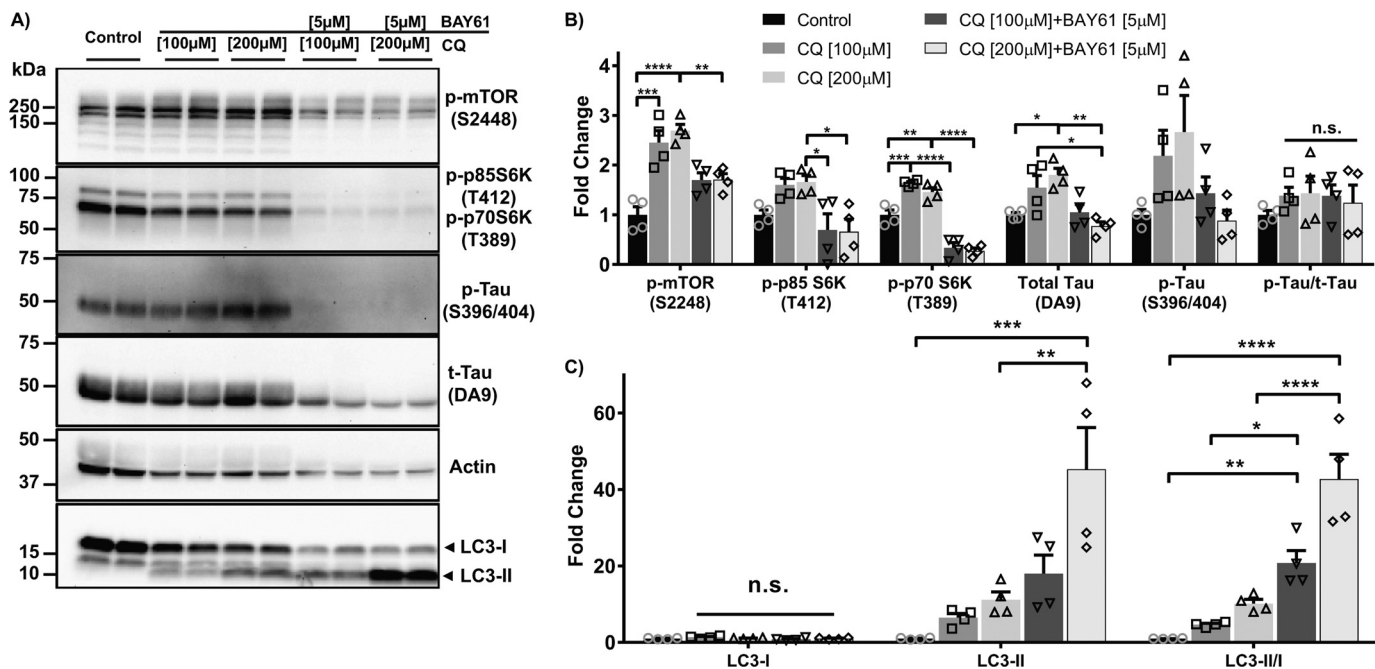 A)
[5µM] [5µM] BAY61
Control [100µM] [200µM] [100µM] [200µM] CQ
kDa
250
150
p-mTOR
(S2448)
100
75
50
p-p85S6K
(T412)
p-p70S6K
(T389)
75
50
p-Tau
(S396/404)
75
50
t-Tau
(DA9)
50
37
Actin
15
10
LC3-I
LC3-II
B)
Control
CQ [100µM]
CQ [200µM]
CQ [100µM]+BAY61 [5µM]
CQ [200µM]+BAY61 [5µM]
Fold Change
4
3
2
1
0
**** **
***
*
*
** ****
*** ****
* **
*
n.s.
p-mTOR p-p85 S6K p-p70 S6K Total Tau p-Tau p-Tau/t-Tau
(S2248) (T412) (T389) (DA9) (S396/404)
C)
Fold Change
60
40
20
0
n.s.
***
**
****
****
*
**
LC3-I LC3-II LC3-II/I